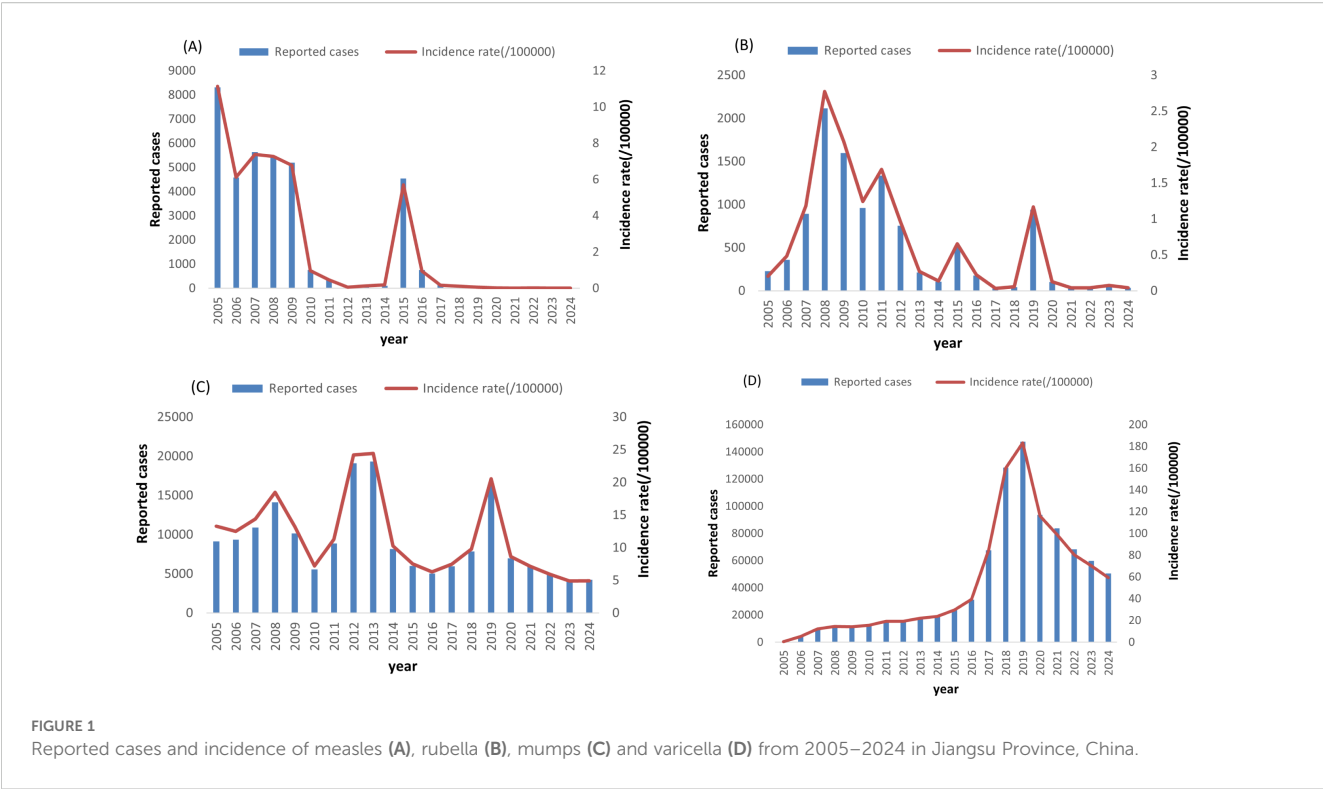 (A)
Reported cases
Incidence rate(/100000)
9000
8000
7000
6000
5000
4000
3000
2000
1000
0
Reported cases
12
10
8
6
4
2
0
Incidence rate(/100000)
2005 2006 2007 2008 2009 2010 2011 2012 2013 2014 2015 2016 2017 2018 2019 2020 2021 2022 2023 2024
year
(B)
Reported cases
Incidence rate(/100000)
2500
2000
1500
1000
500
0
Reported cases
3
2.5
2
1.5
1
0.5
0
Incidence rate(/100000)
2005 2006 2007 2008 2009 2010 2011 2012 2013 2014 2015 2016 2017 2018 2019 2020 2021 2022 2023 2024
year
(C)
Reported cases
Incidence rate(/100000)
25000
20000
15000
10000
5000
0
Reported cases
30
25
20
15
10
5
0
Incidence rate(/100000)
2005 2006 2007 2008 2009 2010 2011 2012 2013 2014 2015 2016 2017 2018 2019 2020 2021 2022 2023 2024
year
(D)
Reported cases
Incidence rate(/100000)
160000
140000
120000
100000
80000
60000
40000
20000
0
Reported cases
200
180
160
140
120
100
80
60
40
20
0
Incidence rate(/100000)
2005 2006 2007 2008 2009 2010 2011 2012 2013 2014 2015 2016 2017 2018 2019 2020 2021 2022 2023 2024
year
FIGURE 1
Reported cases and incidence of measles (A), rubella (B), mumps (C) and varicella (D) from 2005–2024 in Jiangsu Province, China.